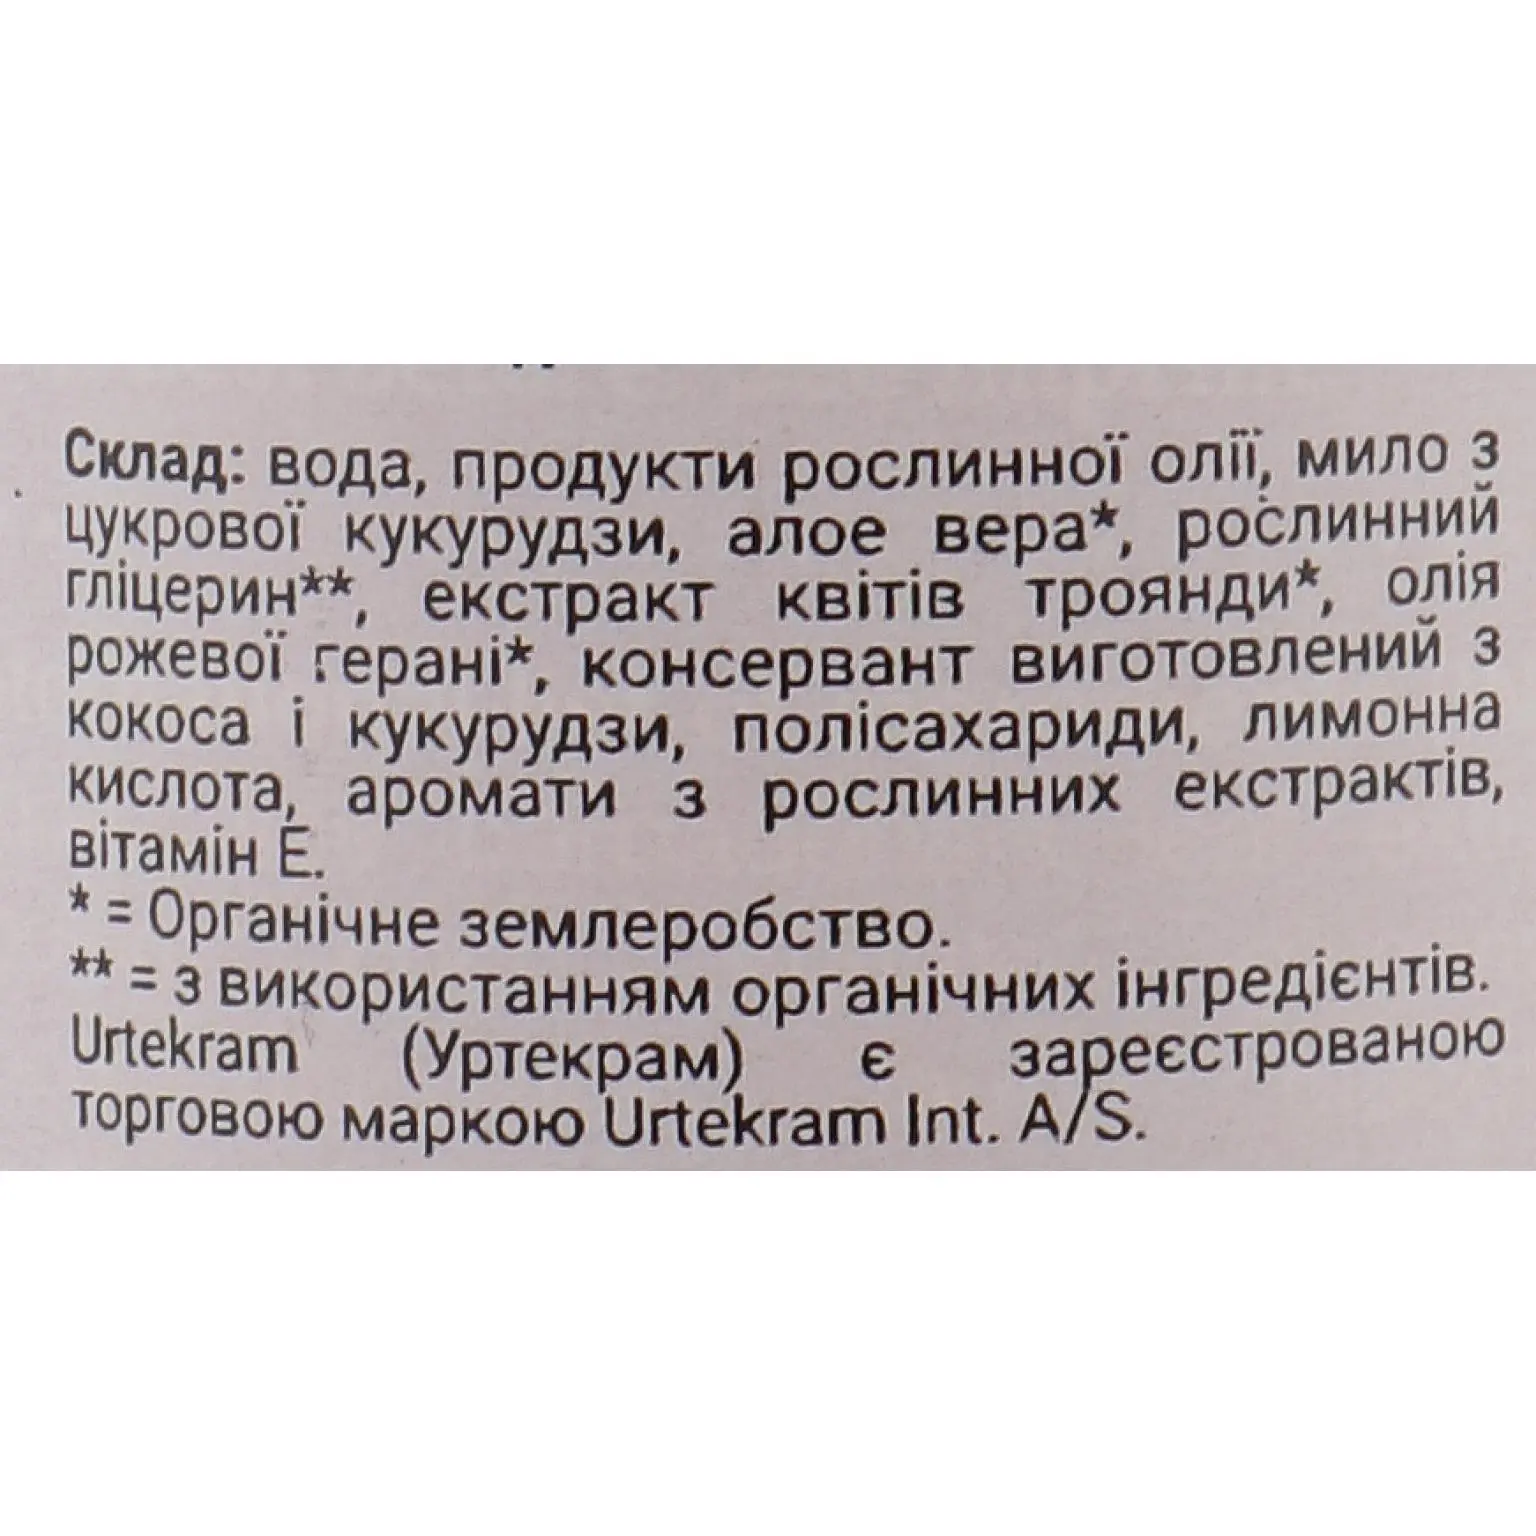 Склад: вода, продукти рослинної олії, мило з
цукрової кукурудзи, алое вера*, рослинний
гліцерин**, екстракт квітів троянди*, олія
рожевої герані*, консервант виготовлений з
кокоса і кукурудзи, полісахариди, лимонна
кислота, аромати з рослинних екстрактів,
вітамін Е.
* = Органічне землеробство.
** = з використанням органічних інгредієнтів.
Urtekram (Уртекрам) є зареєстрованою
торговою маркою Urtekram Int. A/S.